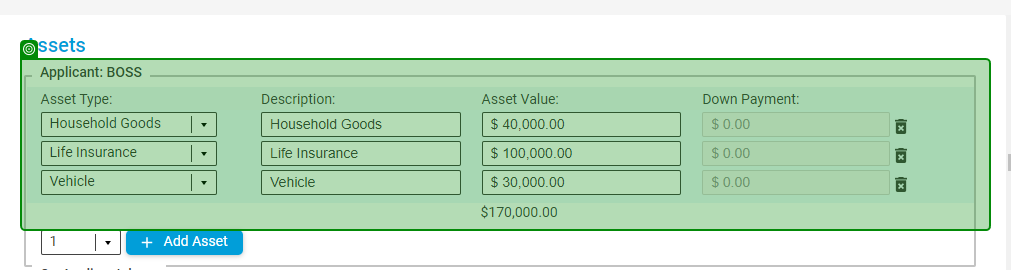 ssets
Applicant: BOSS
Asset Type: Description: Asset Value: Down Payment:
Household Goods Household Goods $ 40,000.00 $ 0.00
Life Insurance Life Insurance $ 100,000.00 $ 0.00
Vehicle Vehicle $ 30,000.00 $ 0.00
$170,000.00
1 + Add Asset